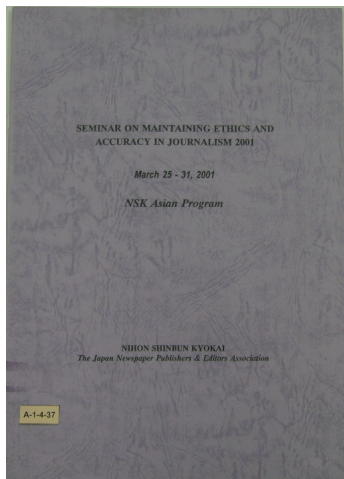 SEMINAR ON MAINTAINING ETHICS AND
ACCURACY IN JOURNALISM 2001
March 25 - 31, 2001
NSK Asian Program
NIHON SHINBUN KYOKAI
The Japan Newspaper Publishers & Editors Association
A-1-4-37